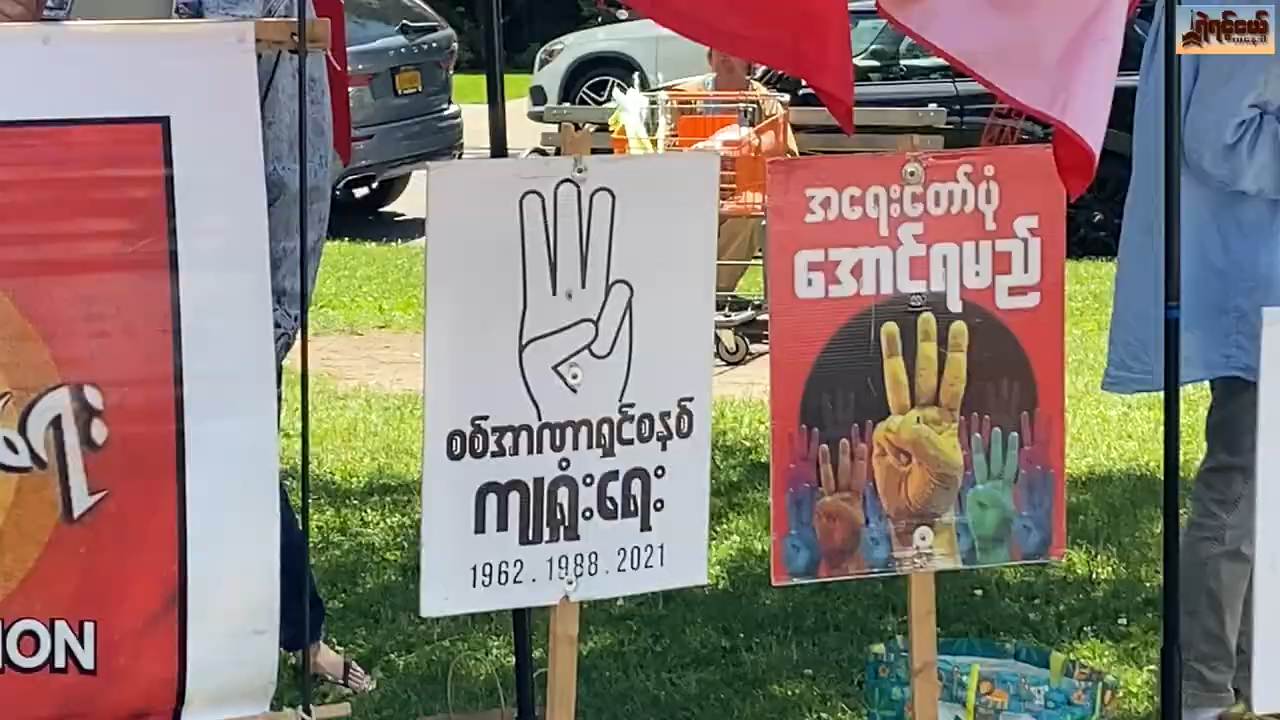 စစ်အာဏာရှင်စနစ်
ကျရှုံးရေး
1962 . 1988 . 2021
အရေးတော်ပုံ
အောင်ရမည်
ION